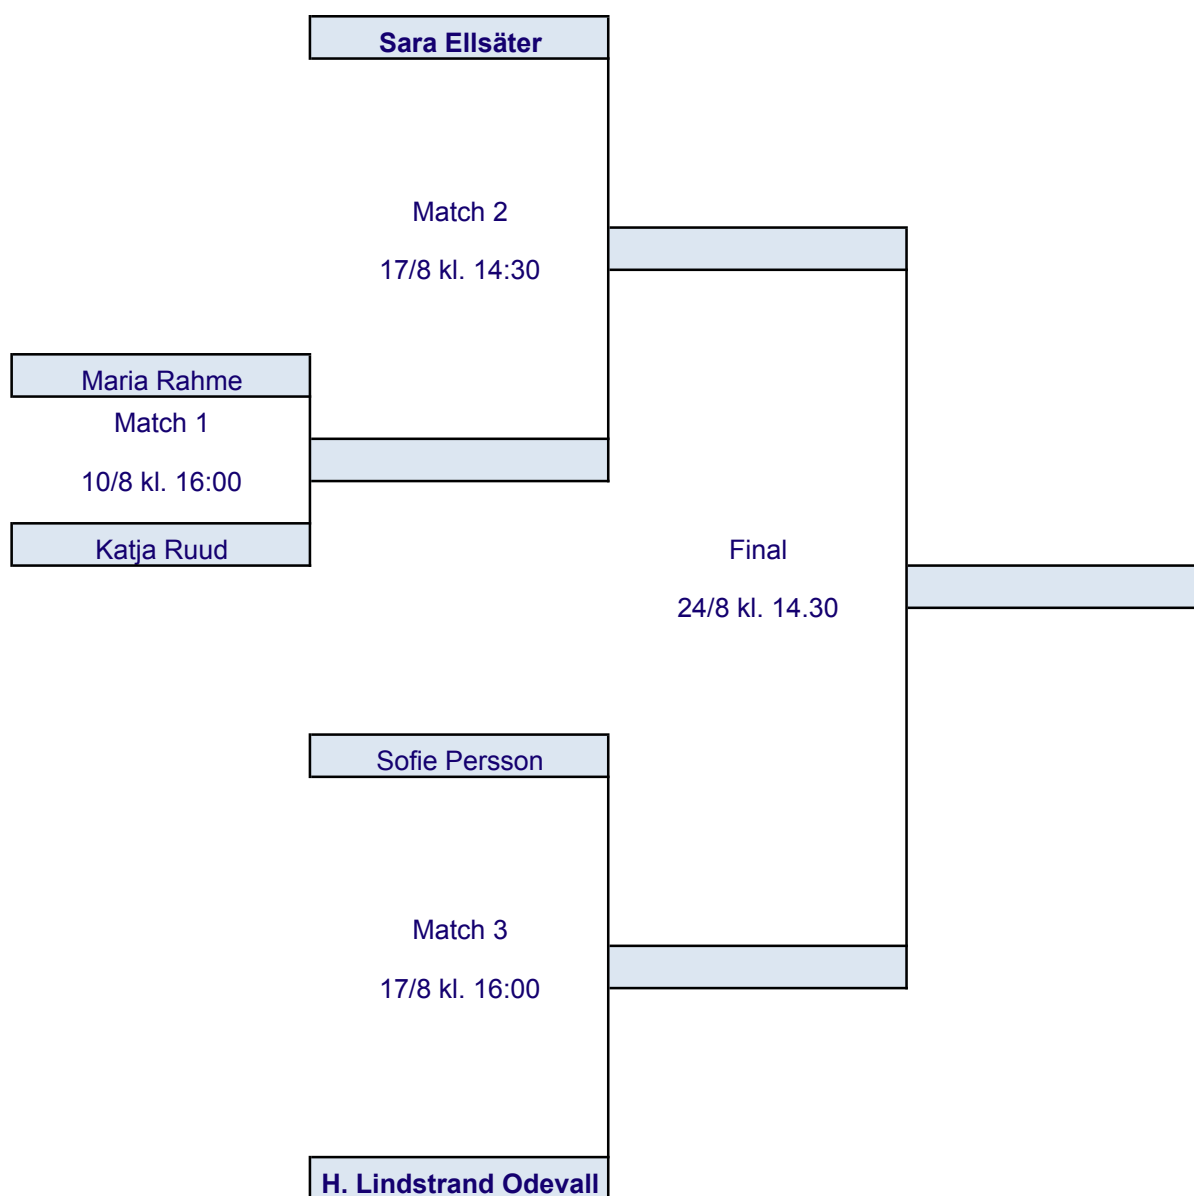 Sara Ellsäter
Match 2
17/8 kl. 14:30
Maria Rahme
Match 1
10/8 kl. 16:00
Katja Ruud
Final
24/8 kl. 14.30
Sofie Persson
Match 3
17/8 kl. 16:00
H. Lindstrand Odevall